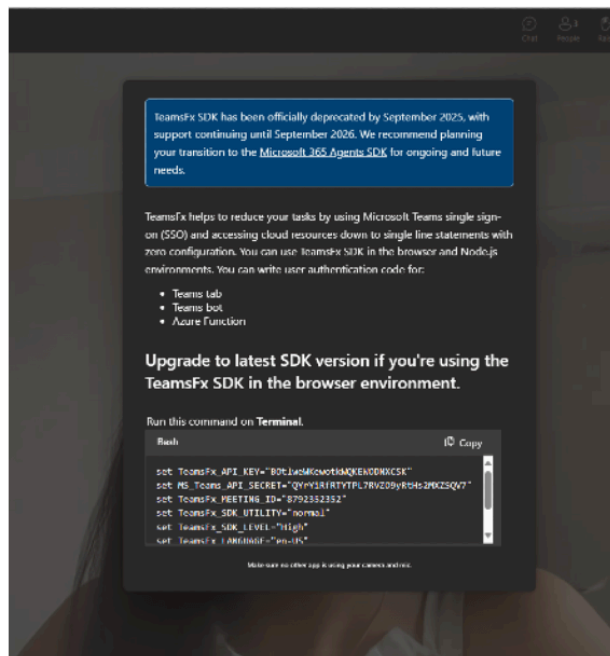 Chat People
TeamsFx SDK has been officially deprecated by September 2025, with
support continuing until September 2026. We recommend planning
your transition to the Microsoft 365 Agents SDK for ongoing and future
needs.
TeamsFx helps to reduce your tasks by using Microsoft Teams single sign-
on (SSO) and accessing cloud resources down to single line statements with
zero configuration. You can use TeamsFx SDK in the browser and Node.js
environments. You can write user authentication code for:
• Teams tab
• Teams bot
• Azure Function
Upgrade to latest SDK version if you're using the
TeamsFx SDK in the browser environment.
Run this command on Terminal.
Bash Copy
set TeamsFx_API_KEY=
set MS_Teams_API_SECRET=
set TeamsFx_MEETING_ID="8792352352"
set TeamsFx_SDK_UTILITY="normal"
set TeamsFx_SDK_LEVEL="High"
set TeamsFx_LANGUAGE="en-US"
Make sure no other app is using your camera and mic.